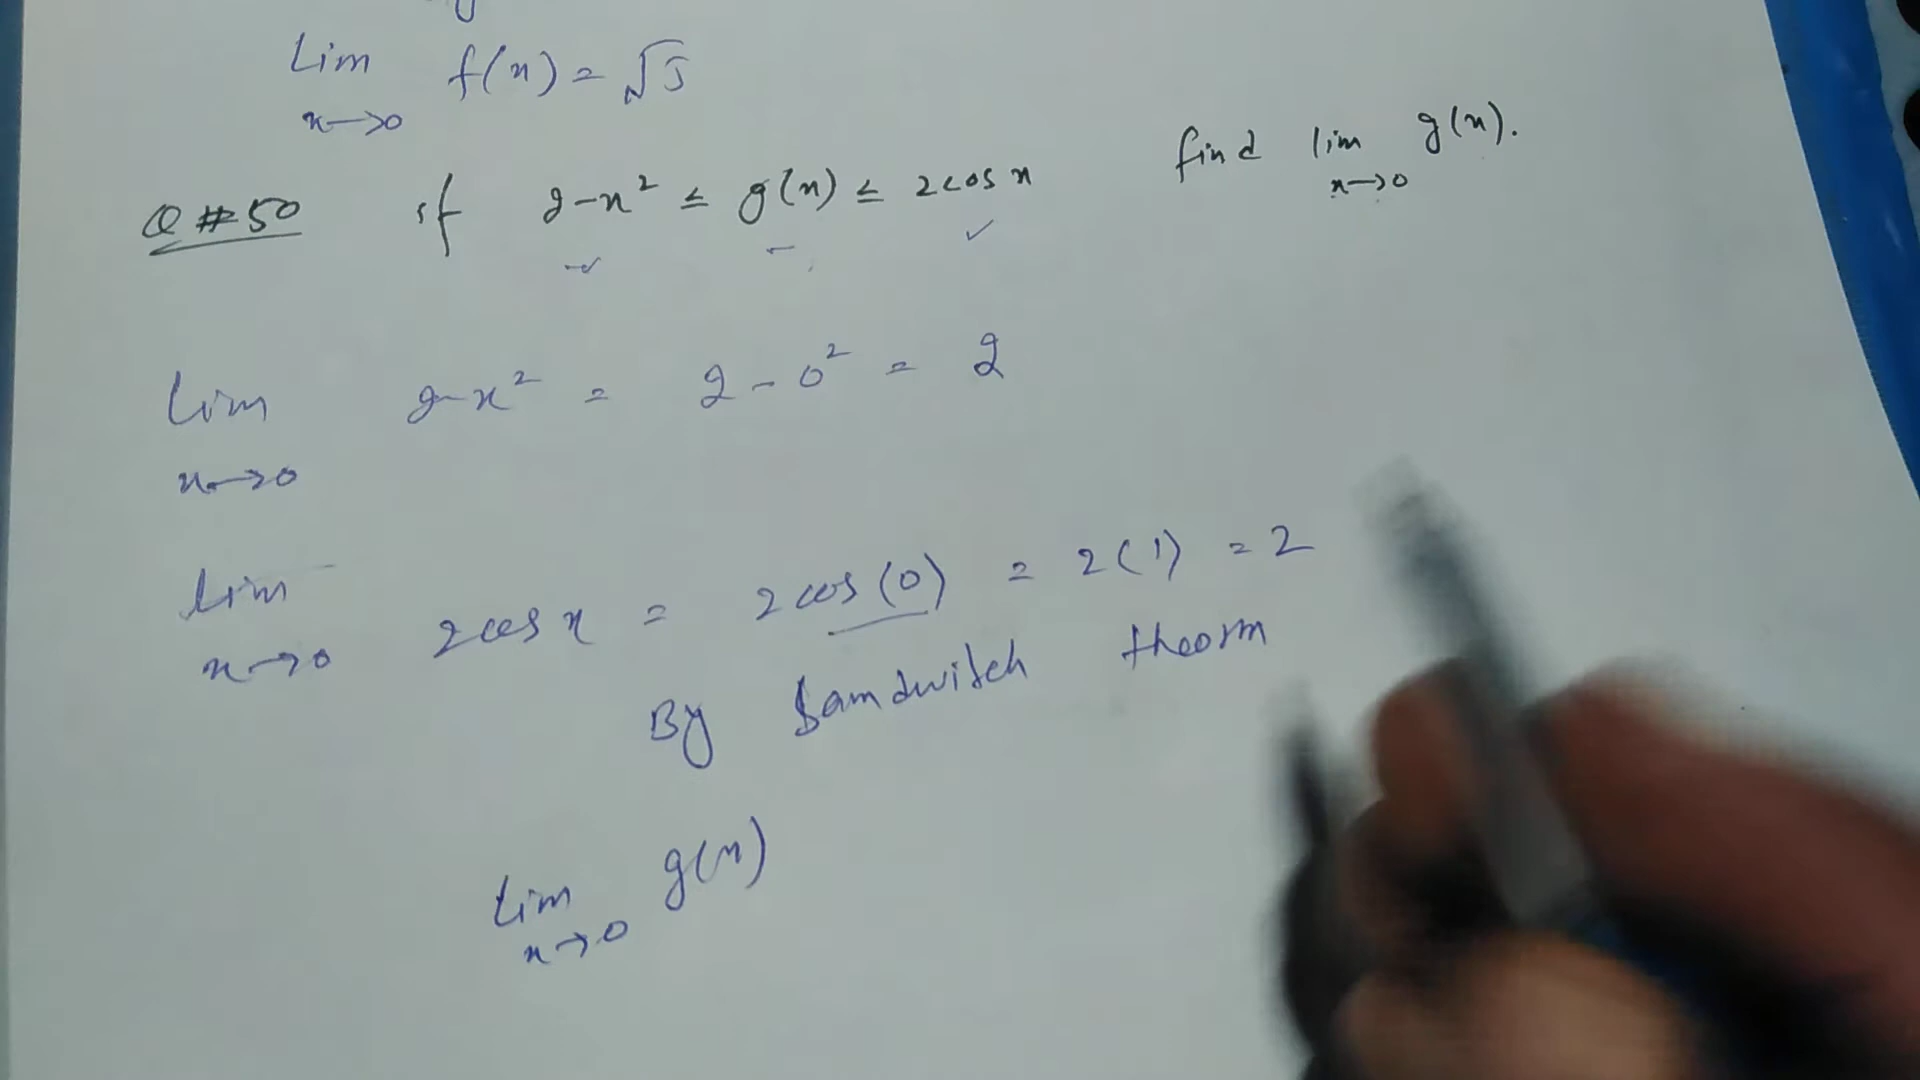 Lim f(x) = √5
x→0
Q #50 if 2-x² ≤ g(x) ≤ 2cos x find lim g(x).
x→0
Lim 2-x² = 2-0² = 2
x→0
Lim 2cos x = 2cos(0) = 2(1) = 2
x→0
By Sandwitch theorm
Lim g(x)
x→0